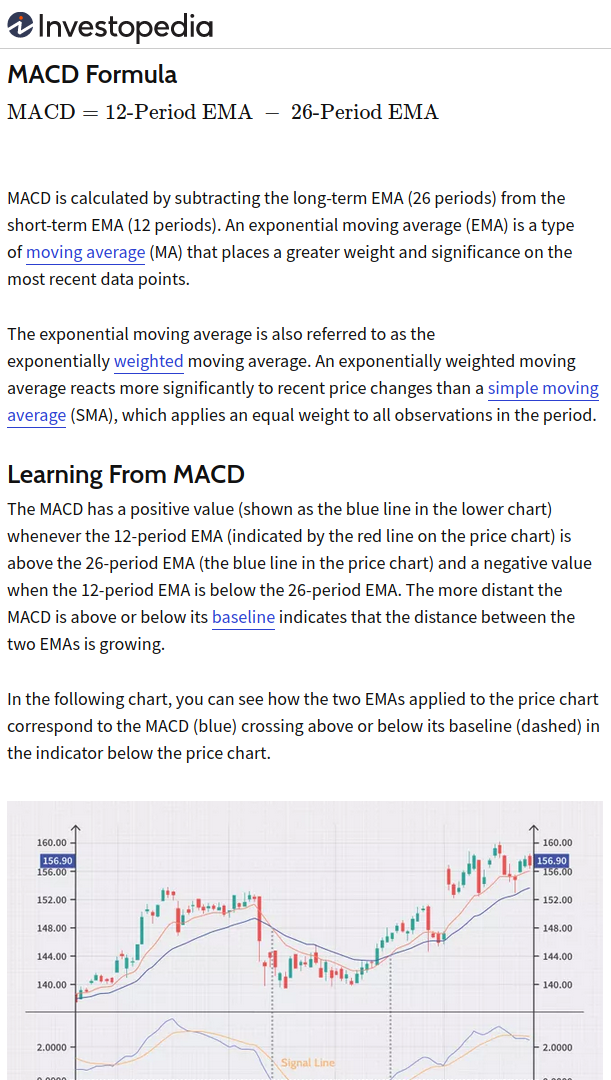 Investopedia
MACD Formula
MACD = 12-Period EMA − 26-Period EMA
MACD is calculated by subtracting the long-term EMA (26 periods) from the
short-term EMA (12 periods). An exponential moving average (EMA) is a type
of moving average (MA) that places a greater weight and significance on the
most recent data points.
The exponential moving average is also referred to as the
exponentially weighted moving average. An exponentially weighted moving
average reacts more significantly to recent price changes than a simple moving
average (SMA), which applies an equal weight to all observations in the period.
Learning From MACD
The MACD has a positive value (shown as the blue line in the lower chart)
whenever the 12-period EMA (indicated by the red line on the price chart) is
above the 26-period EMA (the blue line in the price chart) and a negative value
when the 12-period EMA is below the 26-period EMA. The more distant the
MACD is above or below its baseline indicates that the distance between the
two EMAs is growing.
In the following chart, you can see how the two EMAs applied to the price chart
correspond to the MACD (blue) crossing above or below its baseline (dashed) in
the indicator below the price chart.
160.00 160.00
156.90 156.90
156.00 156.00
152.00 152.00
148.00 148.00
144.00 144.00
140.00 140.00
2.0000 2.0000
Signal Line